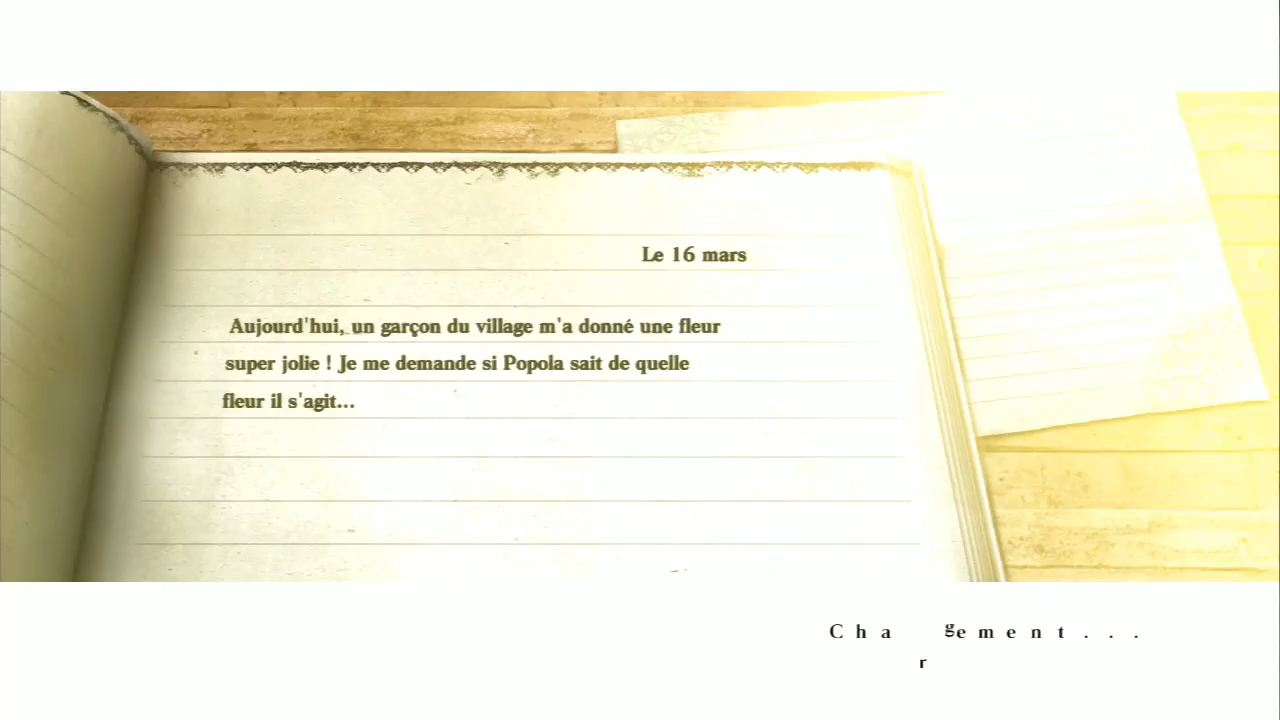 Le 16 mars
Aujourd'hui, un garçon du village m'a donné une fleur
super jolie ! Je me demande si Popola sait de quelle
fleur il s'agit...
Chargement...